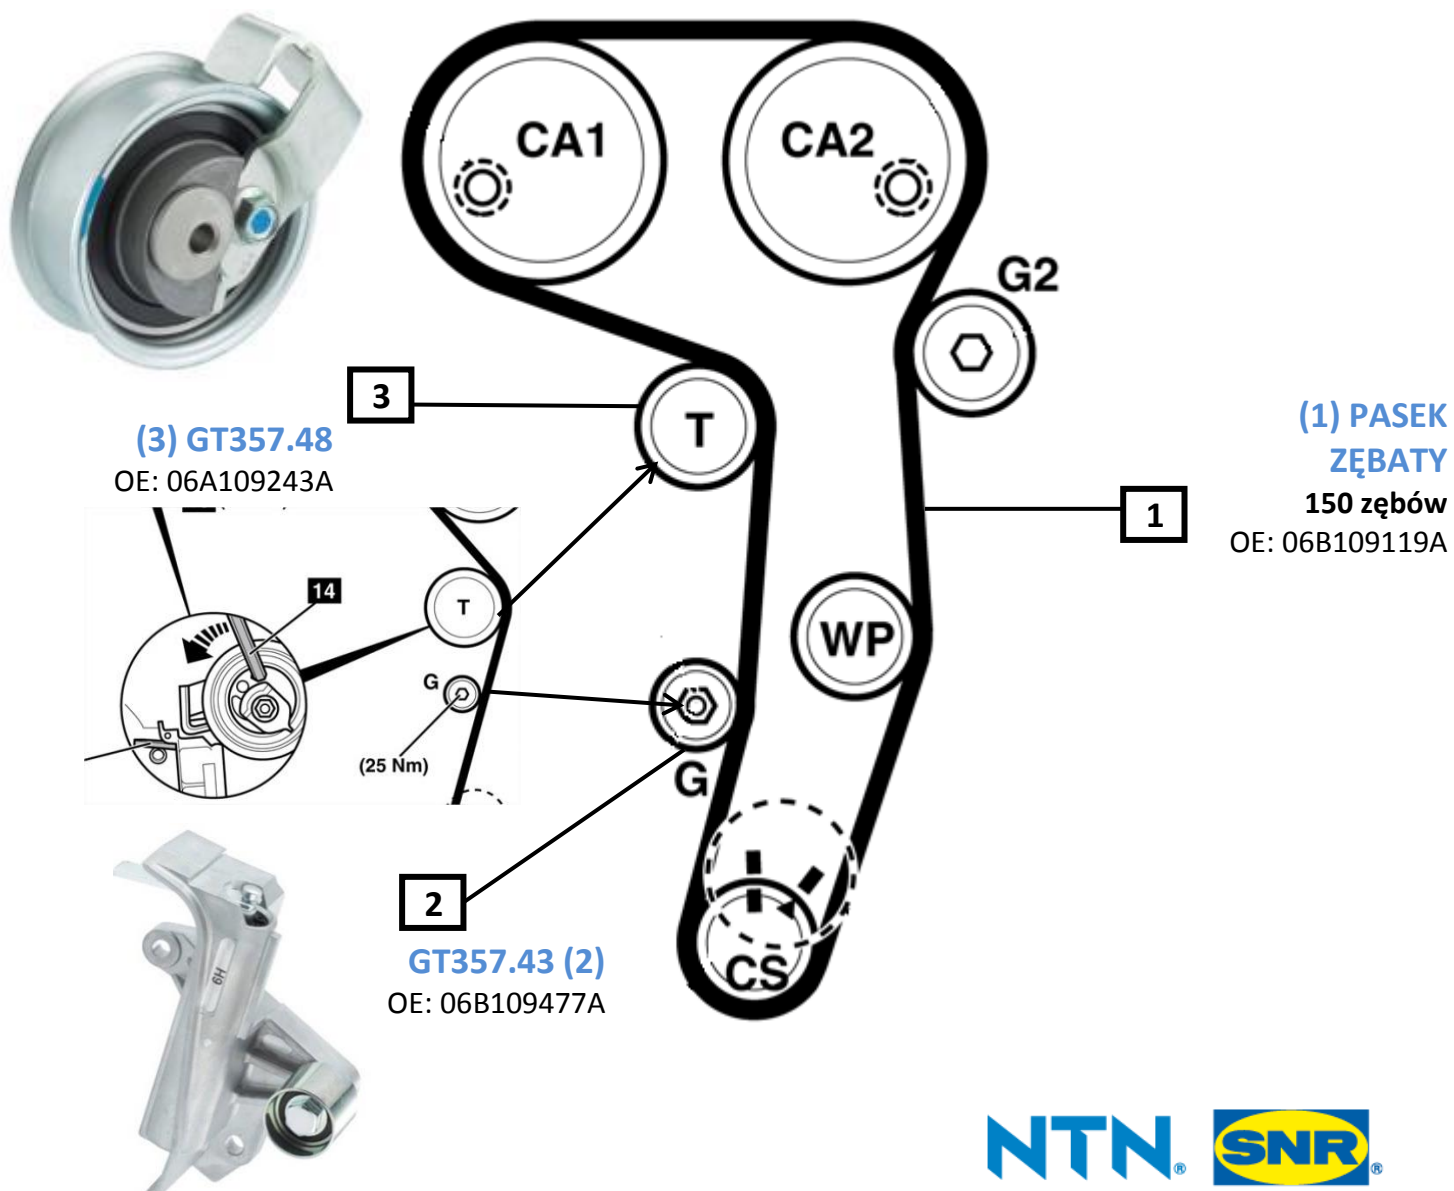 CA1
CA2
G2
3
T
(3) GT357.48
OE: 06A109243A
(1) PASEK
ZĘBATY
150 zębów
OE: 06B109119A
1
14
T
G
(25 Nm)
WP
G
2
GT357.43 (2)
OE: 06B109477A
CS
H9
NTN®
SNR®